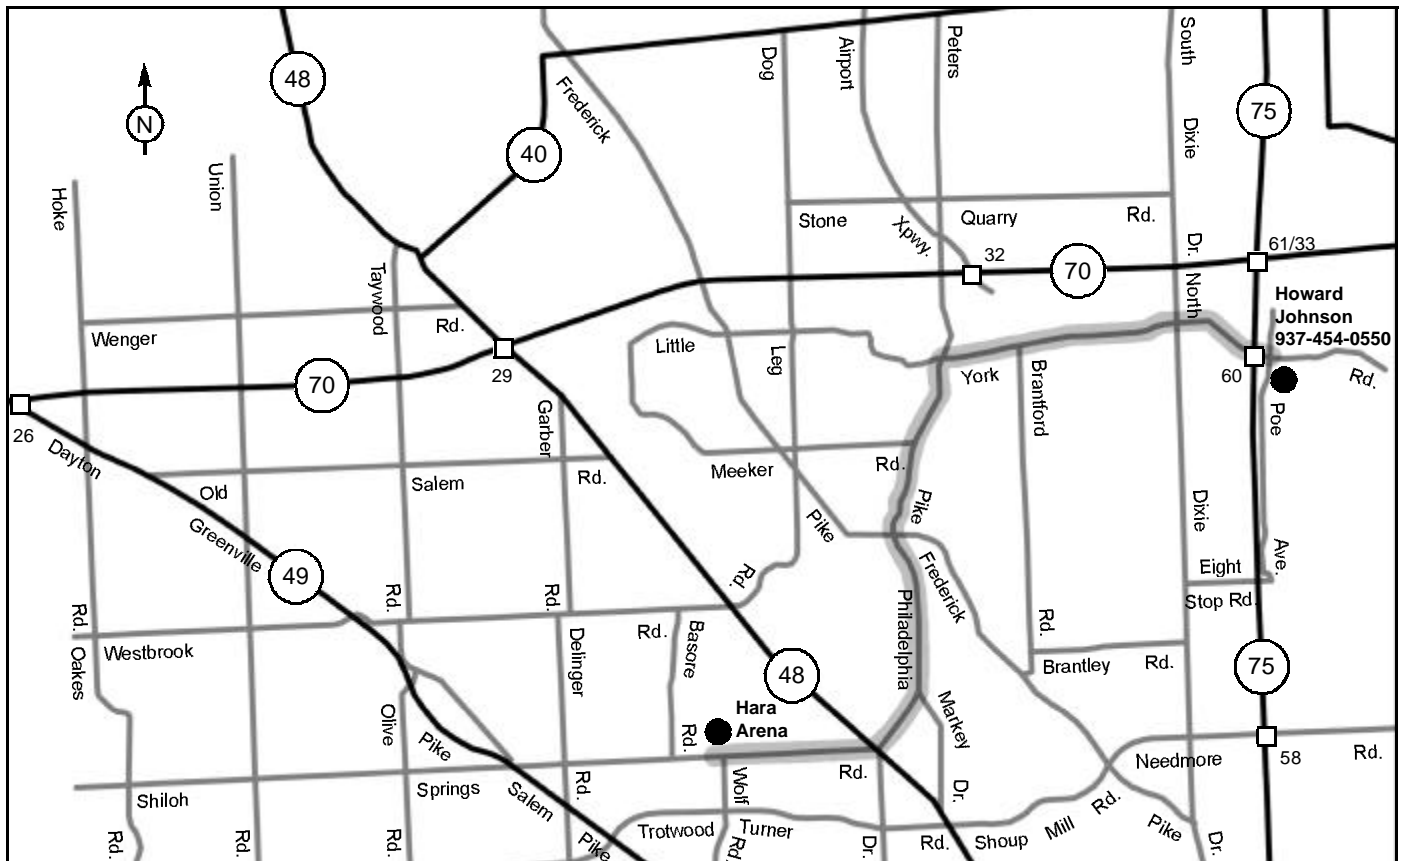 48
Frederick
Dog
Airport
Peters
South
75
N
40
Dixie
Union
Hoke
Stone
Xpwy.
Quarry
Rd.
Dr.
61/33
32
70
North
Taywood
Howard
Johnson
937-454-0550
Wenger
Rd.
Little
Leg
York
Brantford
60
Rd.
Poe
29
70
26
Dayton
Garber
Old
Salem
Rd.
Meeker
Rd.
Greenville
Pike
Pike
Dixie
Ave.
49
Rd.
Rd.
Rd.
Frederick
Philadelphia
Eight
Stop Rd.
Rd.
Westbrook
Oakes
Delinger
Rd.
Basore
48
Rd.
Brantley
Rd.
75
Olive
Pike
Rd.
Hara
Arena
Markey
Rd.
Needmore
58
Rd.
Shiloh
Springs
Salem
Rd.
Wolf
Dr.
Rd.
Rd.
Rd.
Rd.
Pike
Trotwood
Rd.
Turner
Dr.
Rd.
Shoup
Mill
Rd.
Pike
Dr.